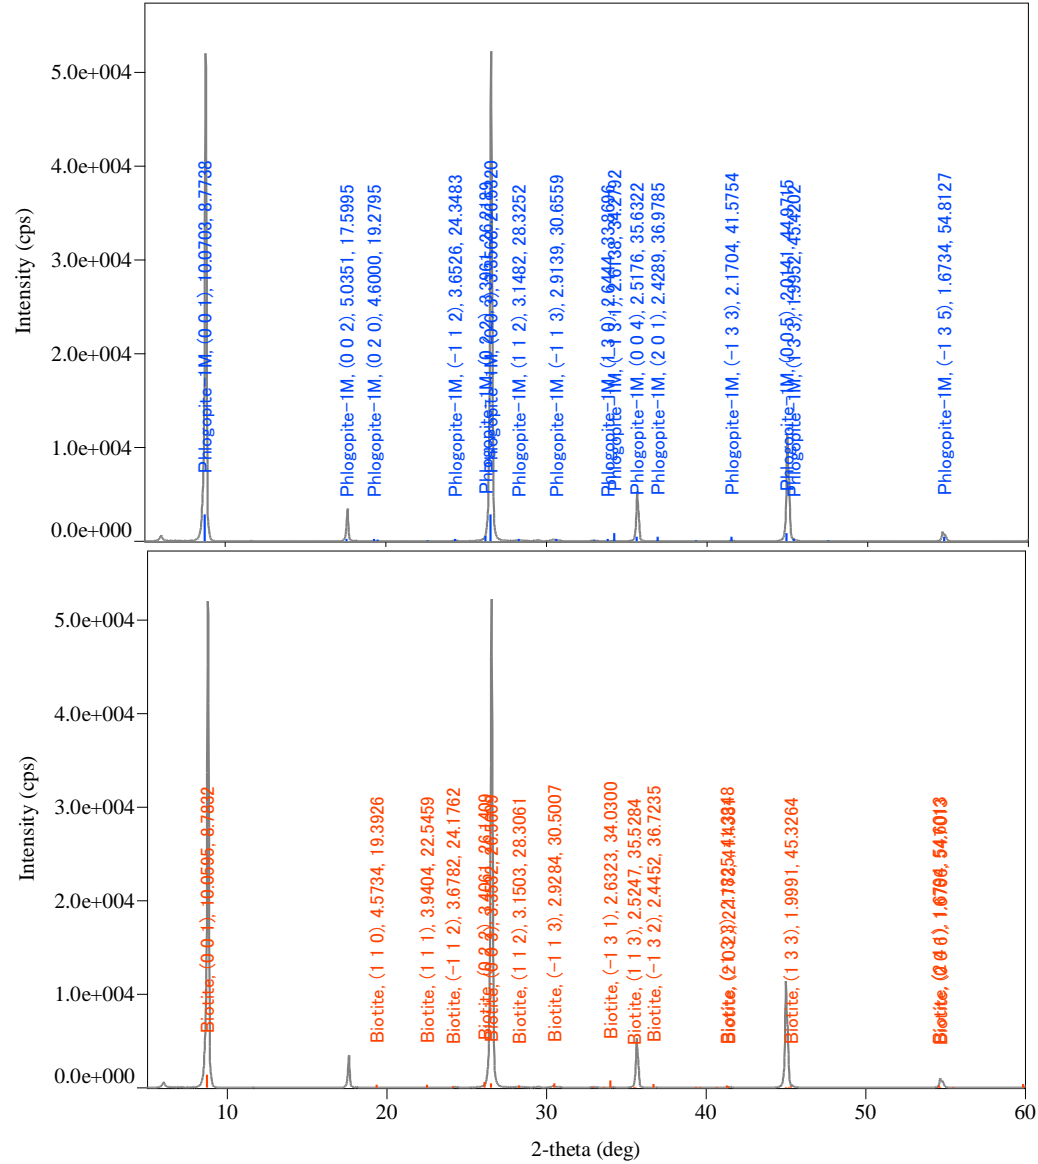 5.0e+004
4.0e+004
3.0e+004
2.0e+004
1.0e+004
0.0e+000
Intensity (cps)
Phlogopite-1M, (0 0 1), 10.0703, 8.7738
Phlogopite-1M, (0 0 2), 5.0351, 17.5995
Phlogopite-1M, (0 2 0), 4.6000, 19.2795
Phlogopite-1M, (-1 1 2), 3.6526, 24.3483
Phlogopite-1M, (1 1 2), 3.1482, 28.3252
Phlogopite-1M, (-1 1 3), 2.9139, 30.6559
Phlogopite-1M, (0 0 4), 2.5176, 35.6322
Phlogopite-1M, (2 0 1), 2.4289, 36.9785
Phlogopite-1M, (-1 3 3), 2.1704, 41.5754
Phlogopite-1M, (-1 3 5), 1.6734, 54.8127
5.0e+004
4.0e+004
3.0e+004
2.0e+004
1.0e+004
0.0e+000
Intensity (cps)
Biotite, (0 0 1), 10.0595, 8.7832
Biotite, (1 1 0), 4.5734, 19.3926
Biotite, (1 1 1), 3.9404, 22.5459
Biotite, (-1 1 2), 3.6782, 24.1762
Biotite, (1 1 2), 3.1503, 28.3061
Biotite, (-1 1 3), 2.9284, 30.5007
Biotite, (-1 3 1), 2.6323, 34.0300
Biotite, (1 1 3), 2.5247, 35.5284
Biotite, (-1 3 2), 2.4452, 36.7235
Biotite, (1 3 3), 1.9991, 45.3264
10
20
30
40
50
60
2-theta (deg)